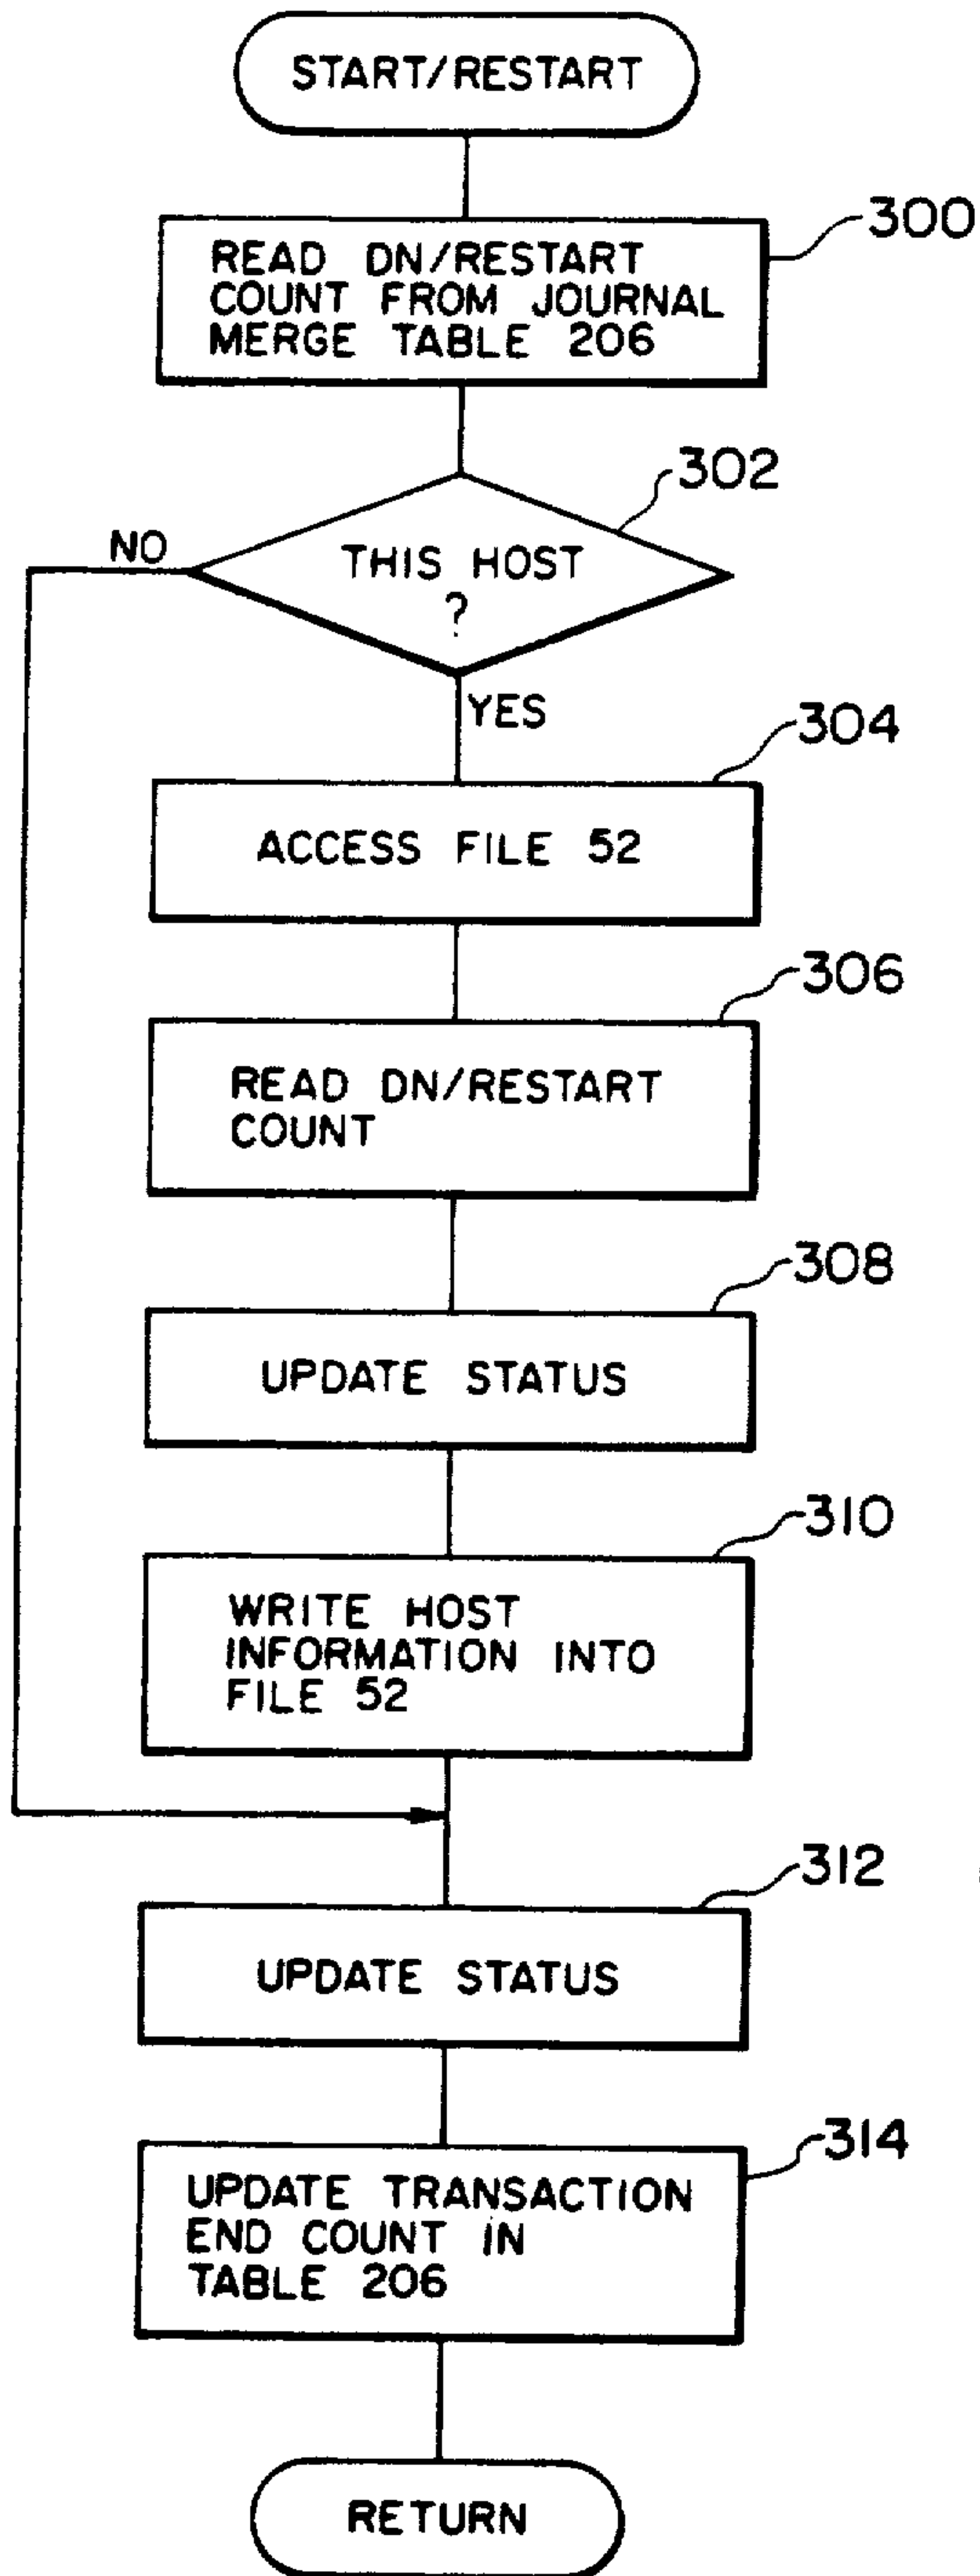 START/RESTART
300
READ DN/RESTART
COUNT FROM JOURNAL
MERGE TABLE 206
302
NO
THIS HOST
?
YES
304
ACCESS FILE 52
306
READ DN/RESTART
COUNT
308
UPDATE STATUS
310
WRITE HOST
INFORMATION INTO
FILE 52
312
UPDATE STATUS
314
UPDATE TRANSACTION
END COUNT IN
TABLE 206
RETURN